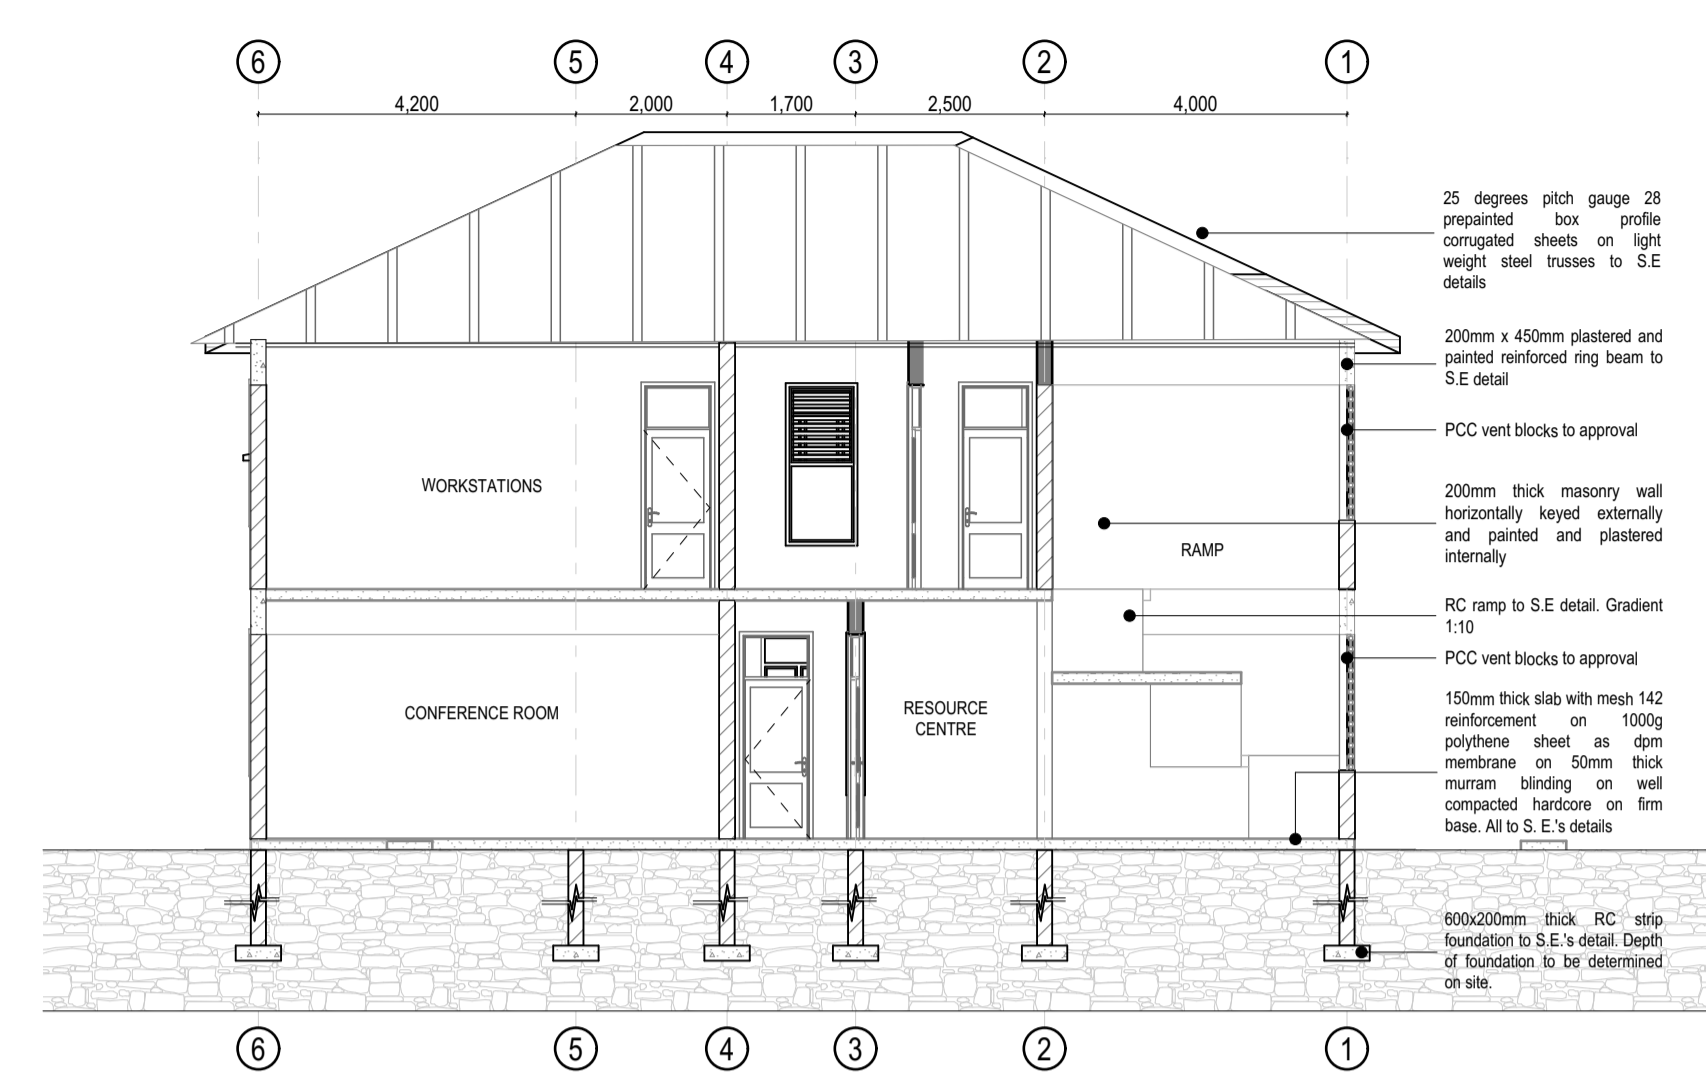 6 5 4 3 2 1
4,200 2,000 1,700 2,500 4,000
25 degrees pitch gauge 28
prepainted box profile
corrugated sheets on light
weight steel trusses to S.E
details
200mm x 450mm plastered and
painted reinforced ring beam to
S.E detail
PCC vent blocks to approval
WORKSTATIONS
200mm thick masonry wall
horizontally keyed externally
and painted and plastered
internally
RAMP
RC ramp to S.E detail. Gradient
1:10
PCC vent blocks to approval
CONFERENCE ROOM
RESOURCE
CENTRE
150mm thick slab with mesh 142
reinforcement on 1000g
polythene sheet as dpm
membrane on 50mm thick
murram blinding on well
compacted hardcore on firm
base. All to S. E.'s details
600x200mm thick RC strip
foundation to S.E.'s detail. Depth
of foundation to be determined
on site.
6 5 4 3 2 1